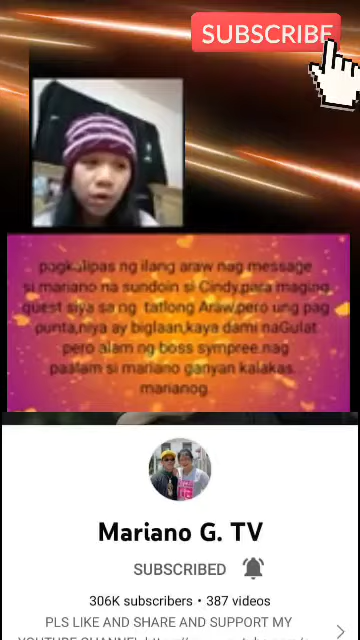 SUBSCRIBE
pagkalipas ng ilang araw nag message
si mariano na sundoin si Cindy,para maging
guest siya sa ng tatlong Araw,pero ung pag
punta,niya ay biglaan,kaya dami naGulat
pero alam ng boss sympree.nag
paalam si mariano ganyan kalakas.
marianog.
Mariano G. TV
SUBSCRIBED
306K subscribers • 387 videos
PLS LIKE AND SHARE AND SUPPORT MY
YOUTUBE CHANNEL